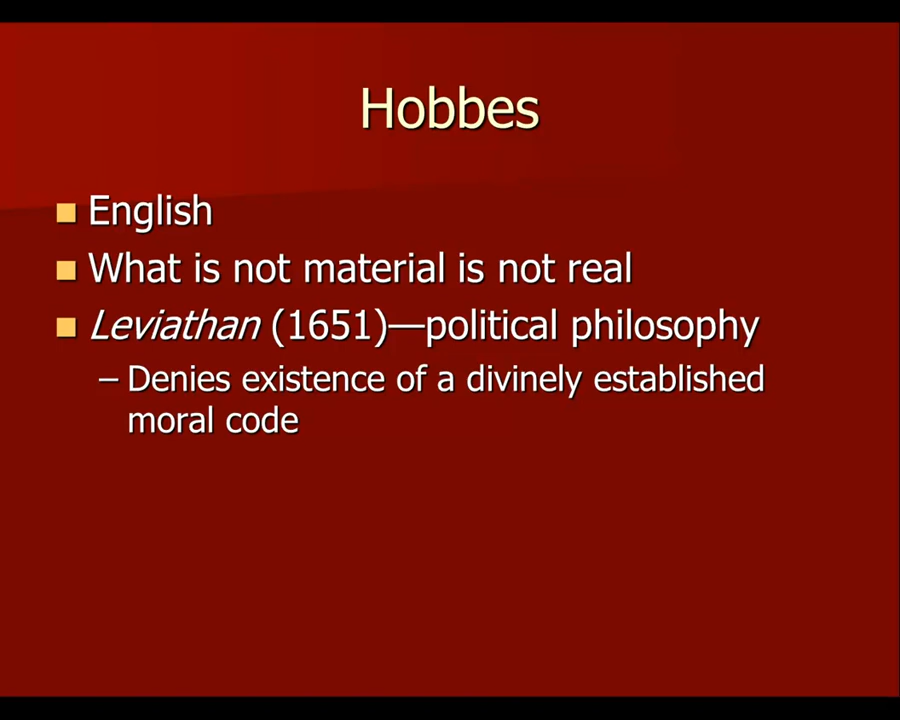 Hobbes
English
What is not material is not real
Leviathan (1651)—political philosophy
– Denies existence of a divinely established
moral code